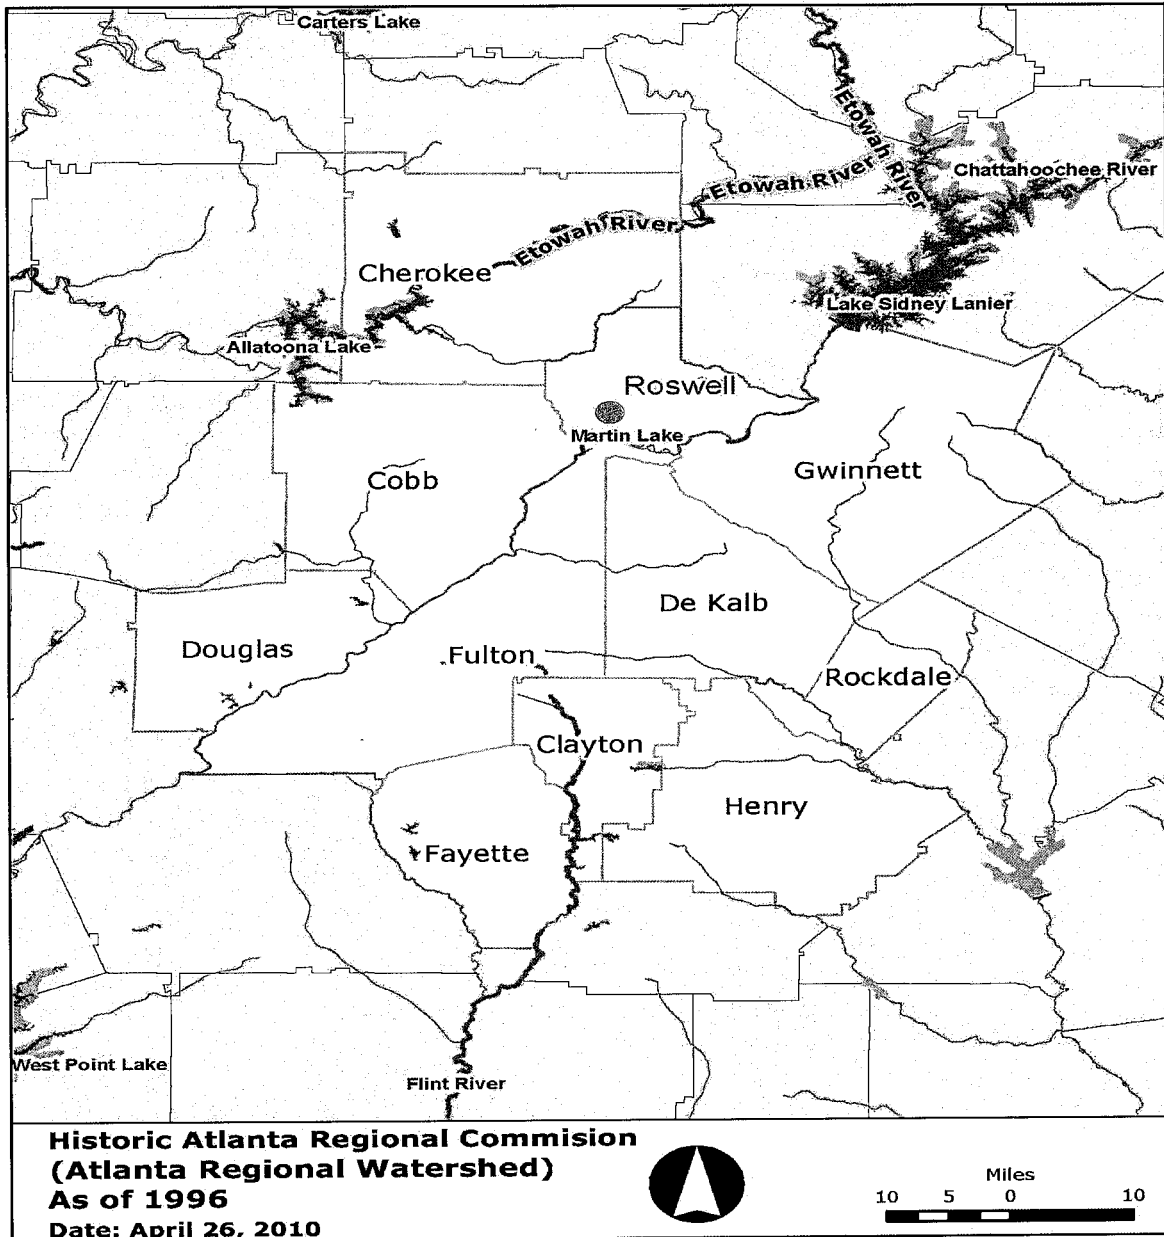 Carters Lake
Etowah River
Etowah River
Chattahoochee River
Etowah River
Cherokee
Lake Sidney Lanier
Allatoona Lake
Roswell
Martin Lake
Cobb
Gwinnett
De Kalb
Douglas
Fulton
Rockdale
Clayton
Henry
Fayette
West Point Lake
Flint River
Historic Atlanta Regional Commision
(Atlanta Regional Watershed)
As of 1996
Date: April 26, 2010
Miles
10 5 0 10